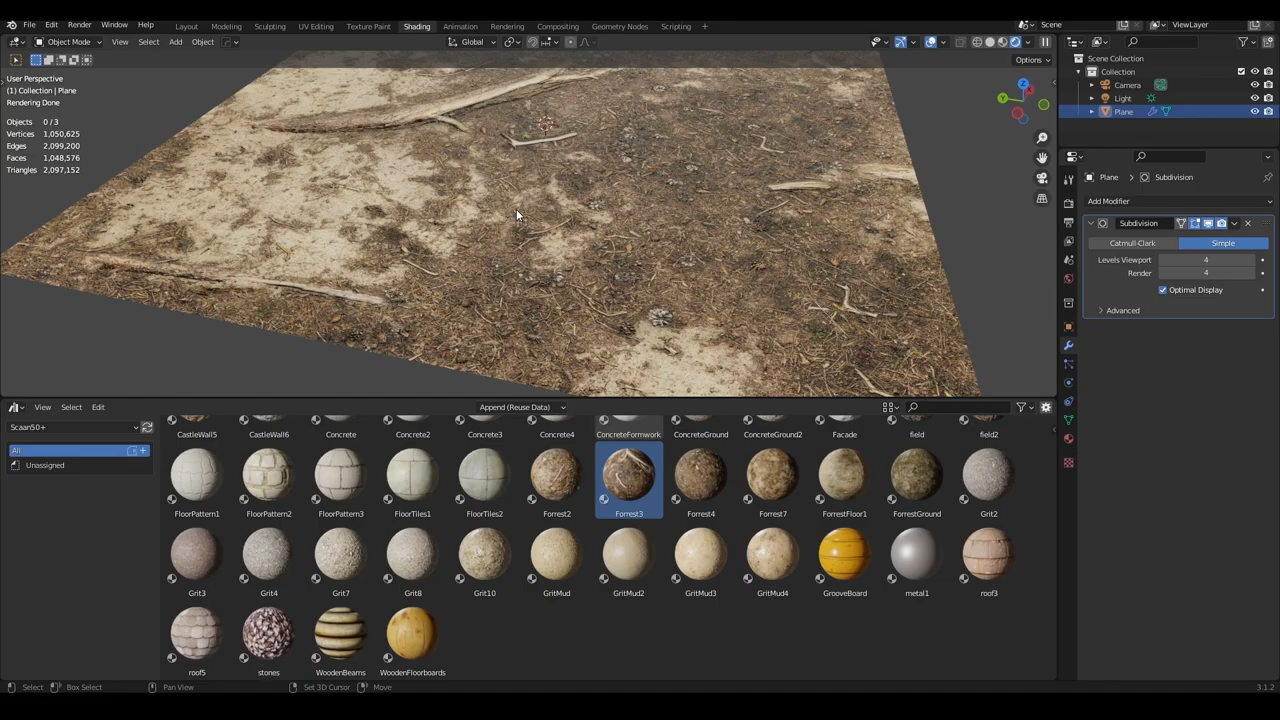 File Edit Render Window Help Layout Modeling Sculpting UV Editing Texture Paint Shading Animation Rendering Compositing Geometry Nodes Scripting + Scene ViewLayer
Object Mode View Select Add Object Global
Options
User Perspective
(1) Collection | Plane
Rendering Done
Objects 0/3
Vertices 1,050,625
Edges 2,099,200
Faces 1,048,576
Triangles 2,097,152
Y
Z
Scene Collection
Collection
Camera
Light
Plane
Plane Subdivision
Add Modifier
Subdivision
Catmull-Clark Simple
Levels Viewport 4
Render 4
Optimal Display
Advanced
View Select Edit Append (Reuse Data)
Scaan50+
All
Unassigned
CastleWall5 CastleWall6 Concrete Concrete2 Concrete3 Concrete4 ConcreteFormwork ConcreteGround ConcreteGround2 Facade field field2
FloorPattern1 FloorPattern2 FloorPattern3 FloorTiles1 FloorTiles2 Forrest2 Forrest3 Forrest4 Forrest7 ForrestFloor1 ForrestGround Grit2
Grit3 Grit4 Grit7 Grit8 Grit10 GritMud GritMud2 GritMud3 GritMud4 GrooveBoard metal1 roof3
roof5 stones WoodenBeams WoodenFloorboards
Select Box Select Pan View Set 3D Cursor Move 3.1.2